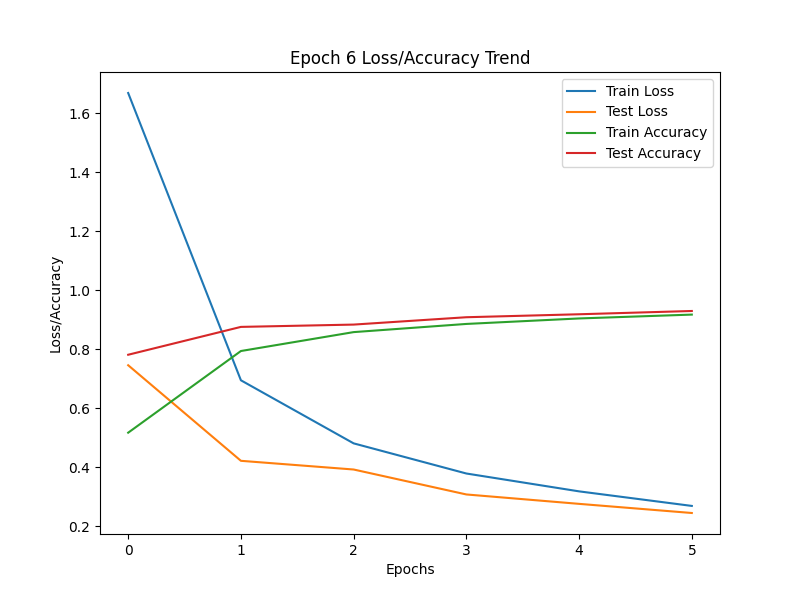 Epoch 6 Loss/Accuracy Trend
Train Loss
Test Loss
Train Accuracy
Test Accuracy
Loss/Accuracy
1.6
1.4
1.2
1.0
0.8
0.6
0.4
0.2
0 1 2 3 4 5
Epochs